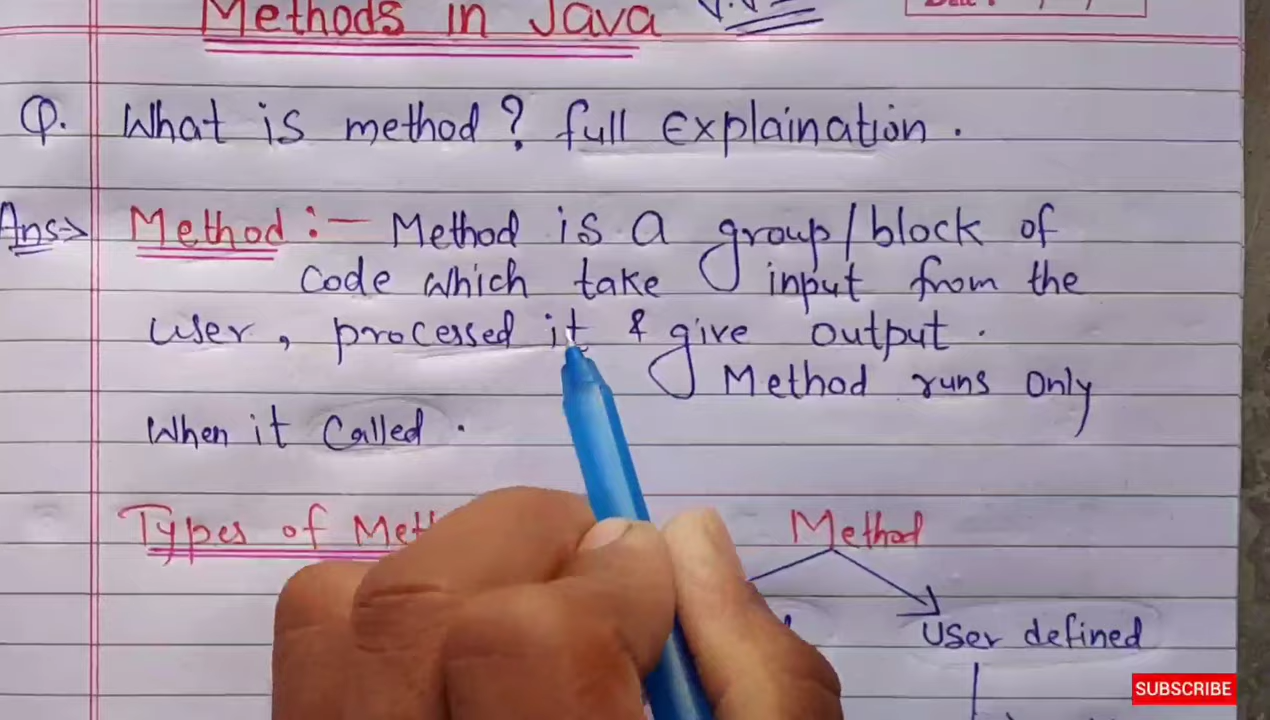 Methods in Java
Q. What is method? full explaination.
Ans→ Method:- Method is a group/block of
Code which take input from the
user, processed it & give output.
Method runs only
When it Called.
Types of Met
Method
User defined
SUBSCRIBE